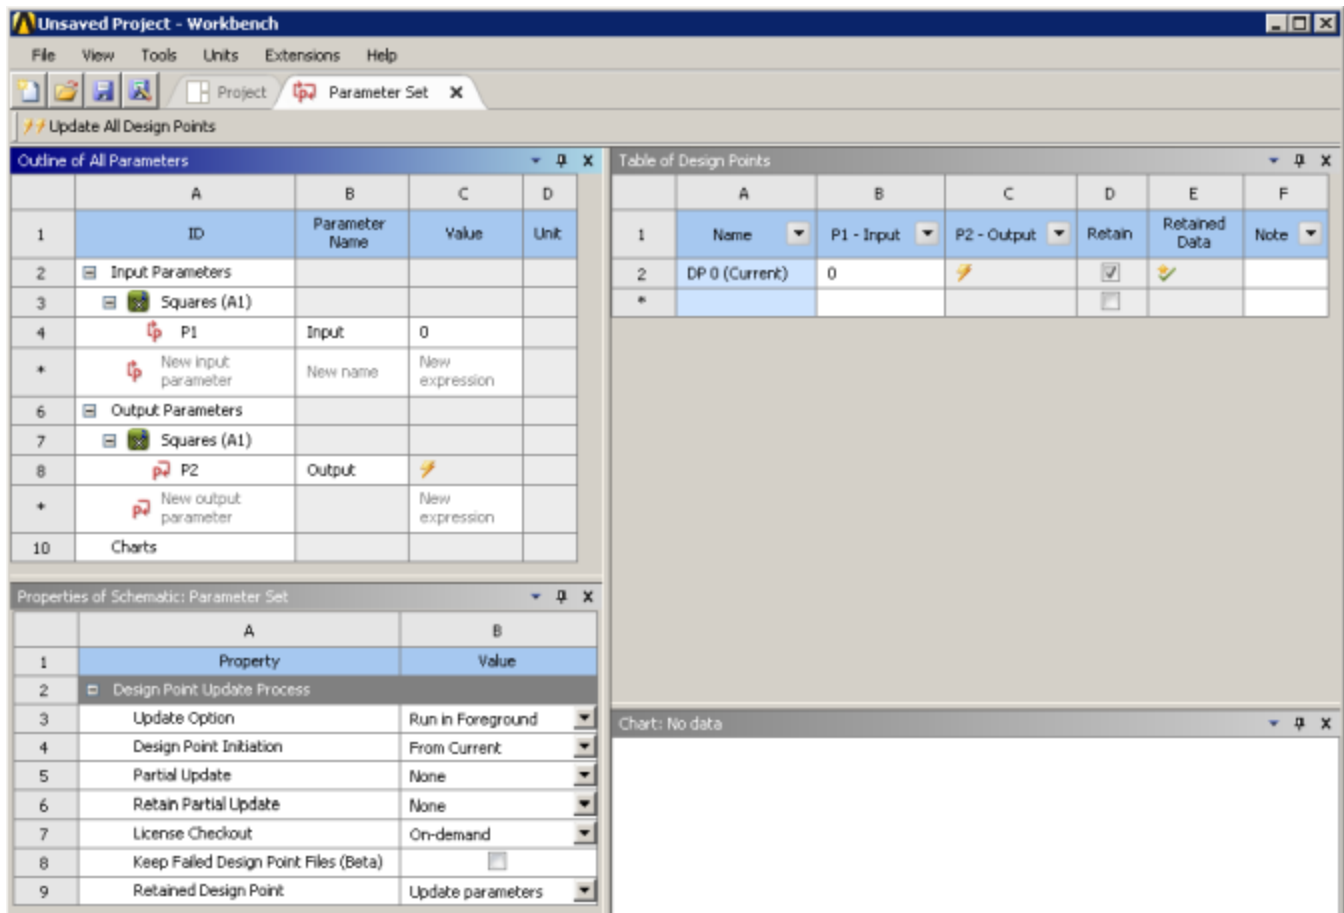 Unsaved Project - Workbench
File View Tools Units Extensions Help
Project Parameter Set
Update All Design Points
Outline of All Parameters
A B C D
1 ID Parameter Name Value Unit
2 Input Parameters
3 Squares (A1)
4 P1 Input 0
* New input parameter New name New expression
6 Output Parameters
7 Squares (A1)
8 P2 Output
* New output parameter New expression
10 Charts
Properties of Schematic: Parameter Set
A B
1 Property Value
2 Design Point Update Process
3 Update Option Run in Foreground
4 Design Point Initiation From Current
5 Partial Update None
6 Retain Partial Update None
7 License Checkout On-demand
8 Keep Failed Design Point Files (Beta)
9 Retained Design Point Update parameters
Table of Design Points
A B C D E F
1 Name P1 - Input P2 - Output Retain Retained Data Note
2 DP 0 (Current) 0
*
Chart: No data